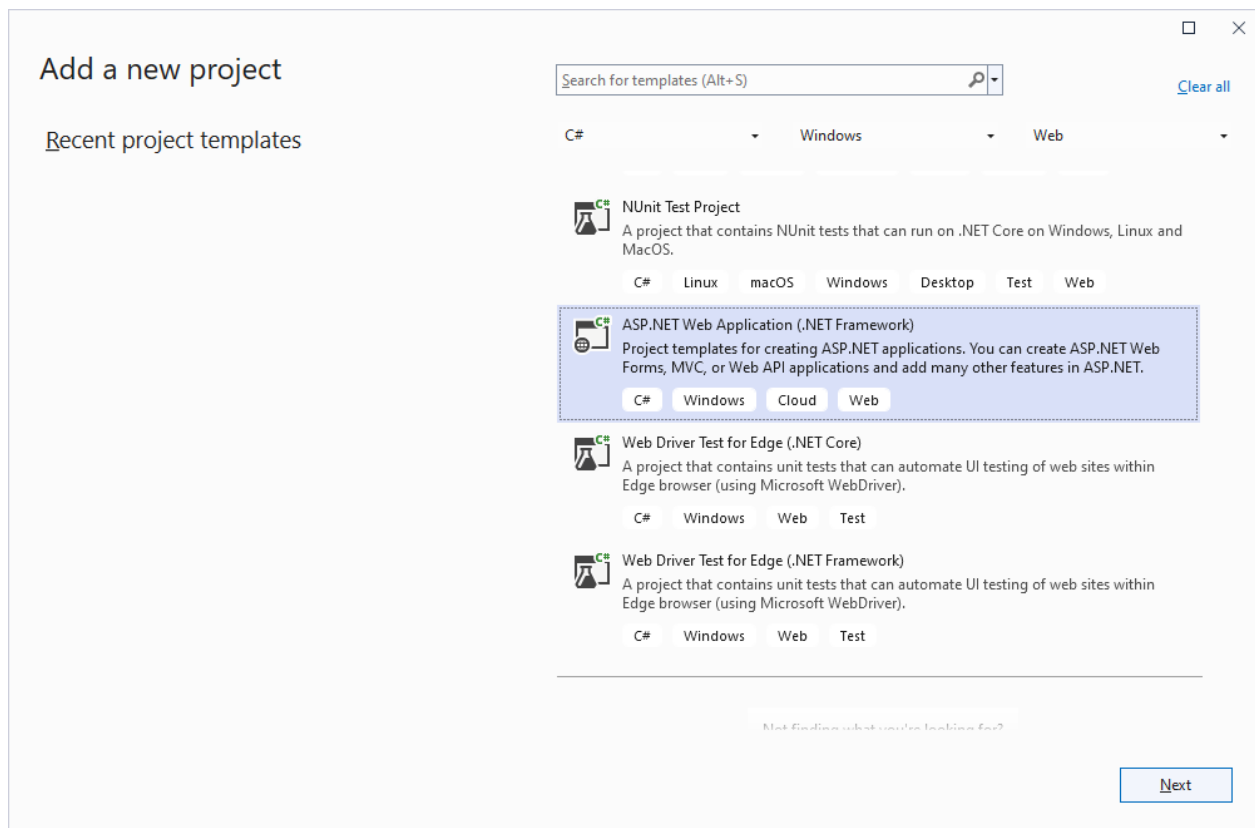 Add a new project
Search for templates (Alt+S)
Clear all
Recent project templates
C#
Windows
Web
C#
NUnit Test Project
A project that contains NUnit tests that can run on .NET Core on Windows, Linux and
MacOS.
C# Linux macOS Windows Desktop Test Web
C#
ASP.NET Web Application (.NET Framework)
Project templates for creating ASP.NET applications. You can create ASP.NET Web
Forms, MVC, or Web API applications and add many other features in ASP.NET.
C# Windows Cloud Web
C#
Web Driver Test for Edge (.NET Core)
A project that contains unit tests that can automate UI testing of web sites within
Edge browser (using Microsoft WebDriver).
C# Windows Web Test
C#
Web Driver Test for Edge (.NET Framework)
A project that contains unit tests that can automate UI testing of web sites within
Edge browser (using Microsoft WebDriver).
C# Windows Web Test
Not finding what you're looking for?
Next